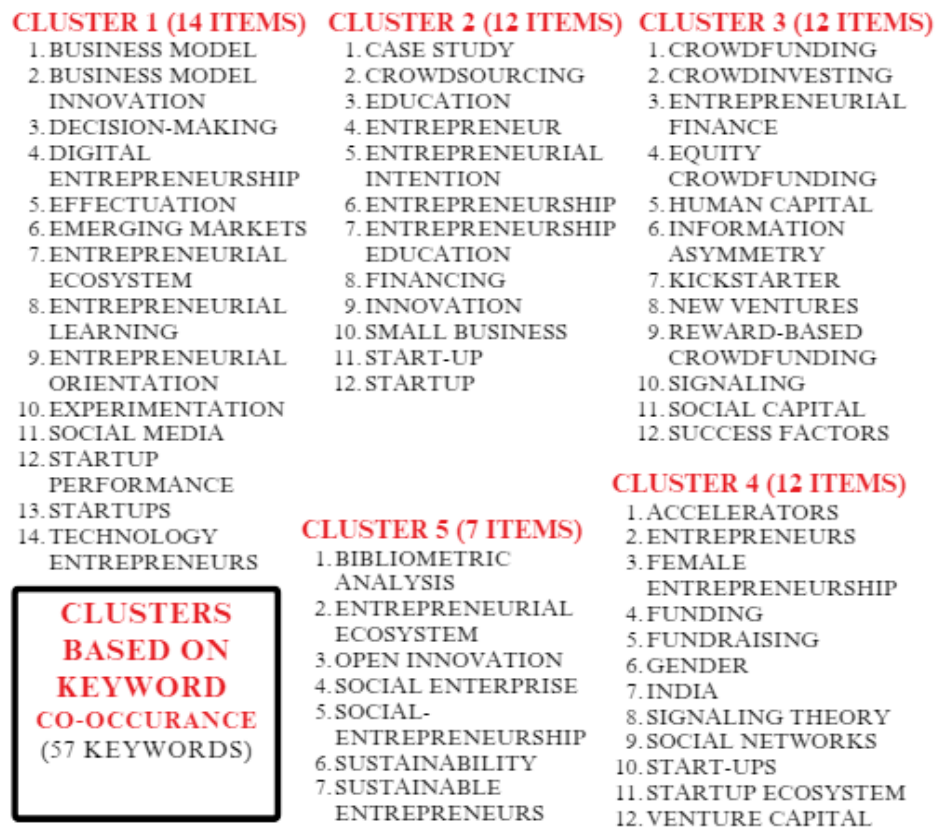 CLUSTER 1 (14 ITEMS)
1. BUSINESS MODEL
2. BUSINESS MODEL
INNOVATION
3. DECISION-MAKING
4. DIGITAL
ENTREPRENEURSHIP
5. EFFECTUATION
6. EMERGING MARKETS
7. ENTREPRENEURIAL
ECOSYSTEM
8. ENTREPRENEURIAL
LEARNING
9. ENTREPRENEURIAL
ORIENTATION
10. EXPERIMENTATION
11. SOCIAL MEDIA
12. STARTUP
PERFORMANCE
13. STARTUPS
14. TECHNOLOGY
ENTREPRENEURS
CLUSTER 2 (12 ITEMS)
1. CASE STUDY
2. CROWDSOURCING
3. EDUCATION
4. ENTREPRENEUR
5. ENTREPRENEURIAL
INTENTION
6. ENTREPRENEURSHIP
7. ENTREPRENEURSHIP
EDUCATION
8. FINANCING
9. INNOVATION
10. SMALL BUSINESS
11. START-UP
12. STARTUP
CLUSTER 3 (12 ITEMS)
1. CROWDFUNDING
2. CROWDINVESTING
3. ENTREPRENEURIAL
FINANCE
4. EQUITY
CROWDFUNDING
5. HUMAN CAPITAL
6. INFORMATION
ASYMMETRY
7. KICKSTARTER
8. NEW VENTURES
9. REWARD-BASED
CROWDFUNDING
10. SIGNALING
11. SOCIAL CAPITAL
12. SUCCESS FACTORS
CLUSTER 4 (12 ITEMS)
1. ACCELERATORS
2. ENTREPRENEURS
3. FEMALE
ENTREPRENEURSHIP
4. FUNDING
5. FUNDRAISING
6. GENDER
7. INDIA
8. SIGNALING THEORY
9. SOCIAL NETWORKS
10. START-UPS
11. STARTUP ECOSYSTEM
12. VENTURE CAPITAL
CLUSTER 5 (7 ITEMS)
1. BIBLIOMETRIC
ANALYSIS
2. ENTREPRENEURIAL
ECOSYSTEM
3. OPEN INNOVATION
4. SOCIAL ENTERPRISE
5. SOCIAL-
ENTREPRENEURSHIP
6. SUSTAINABILITY
7. SUSTAINABLE
ENTREPRENEURS
CLUSTERS
BASED ON
KEYWORD
CO-OCCURANCE
(57 KEYWORDS)